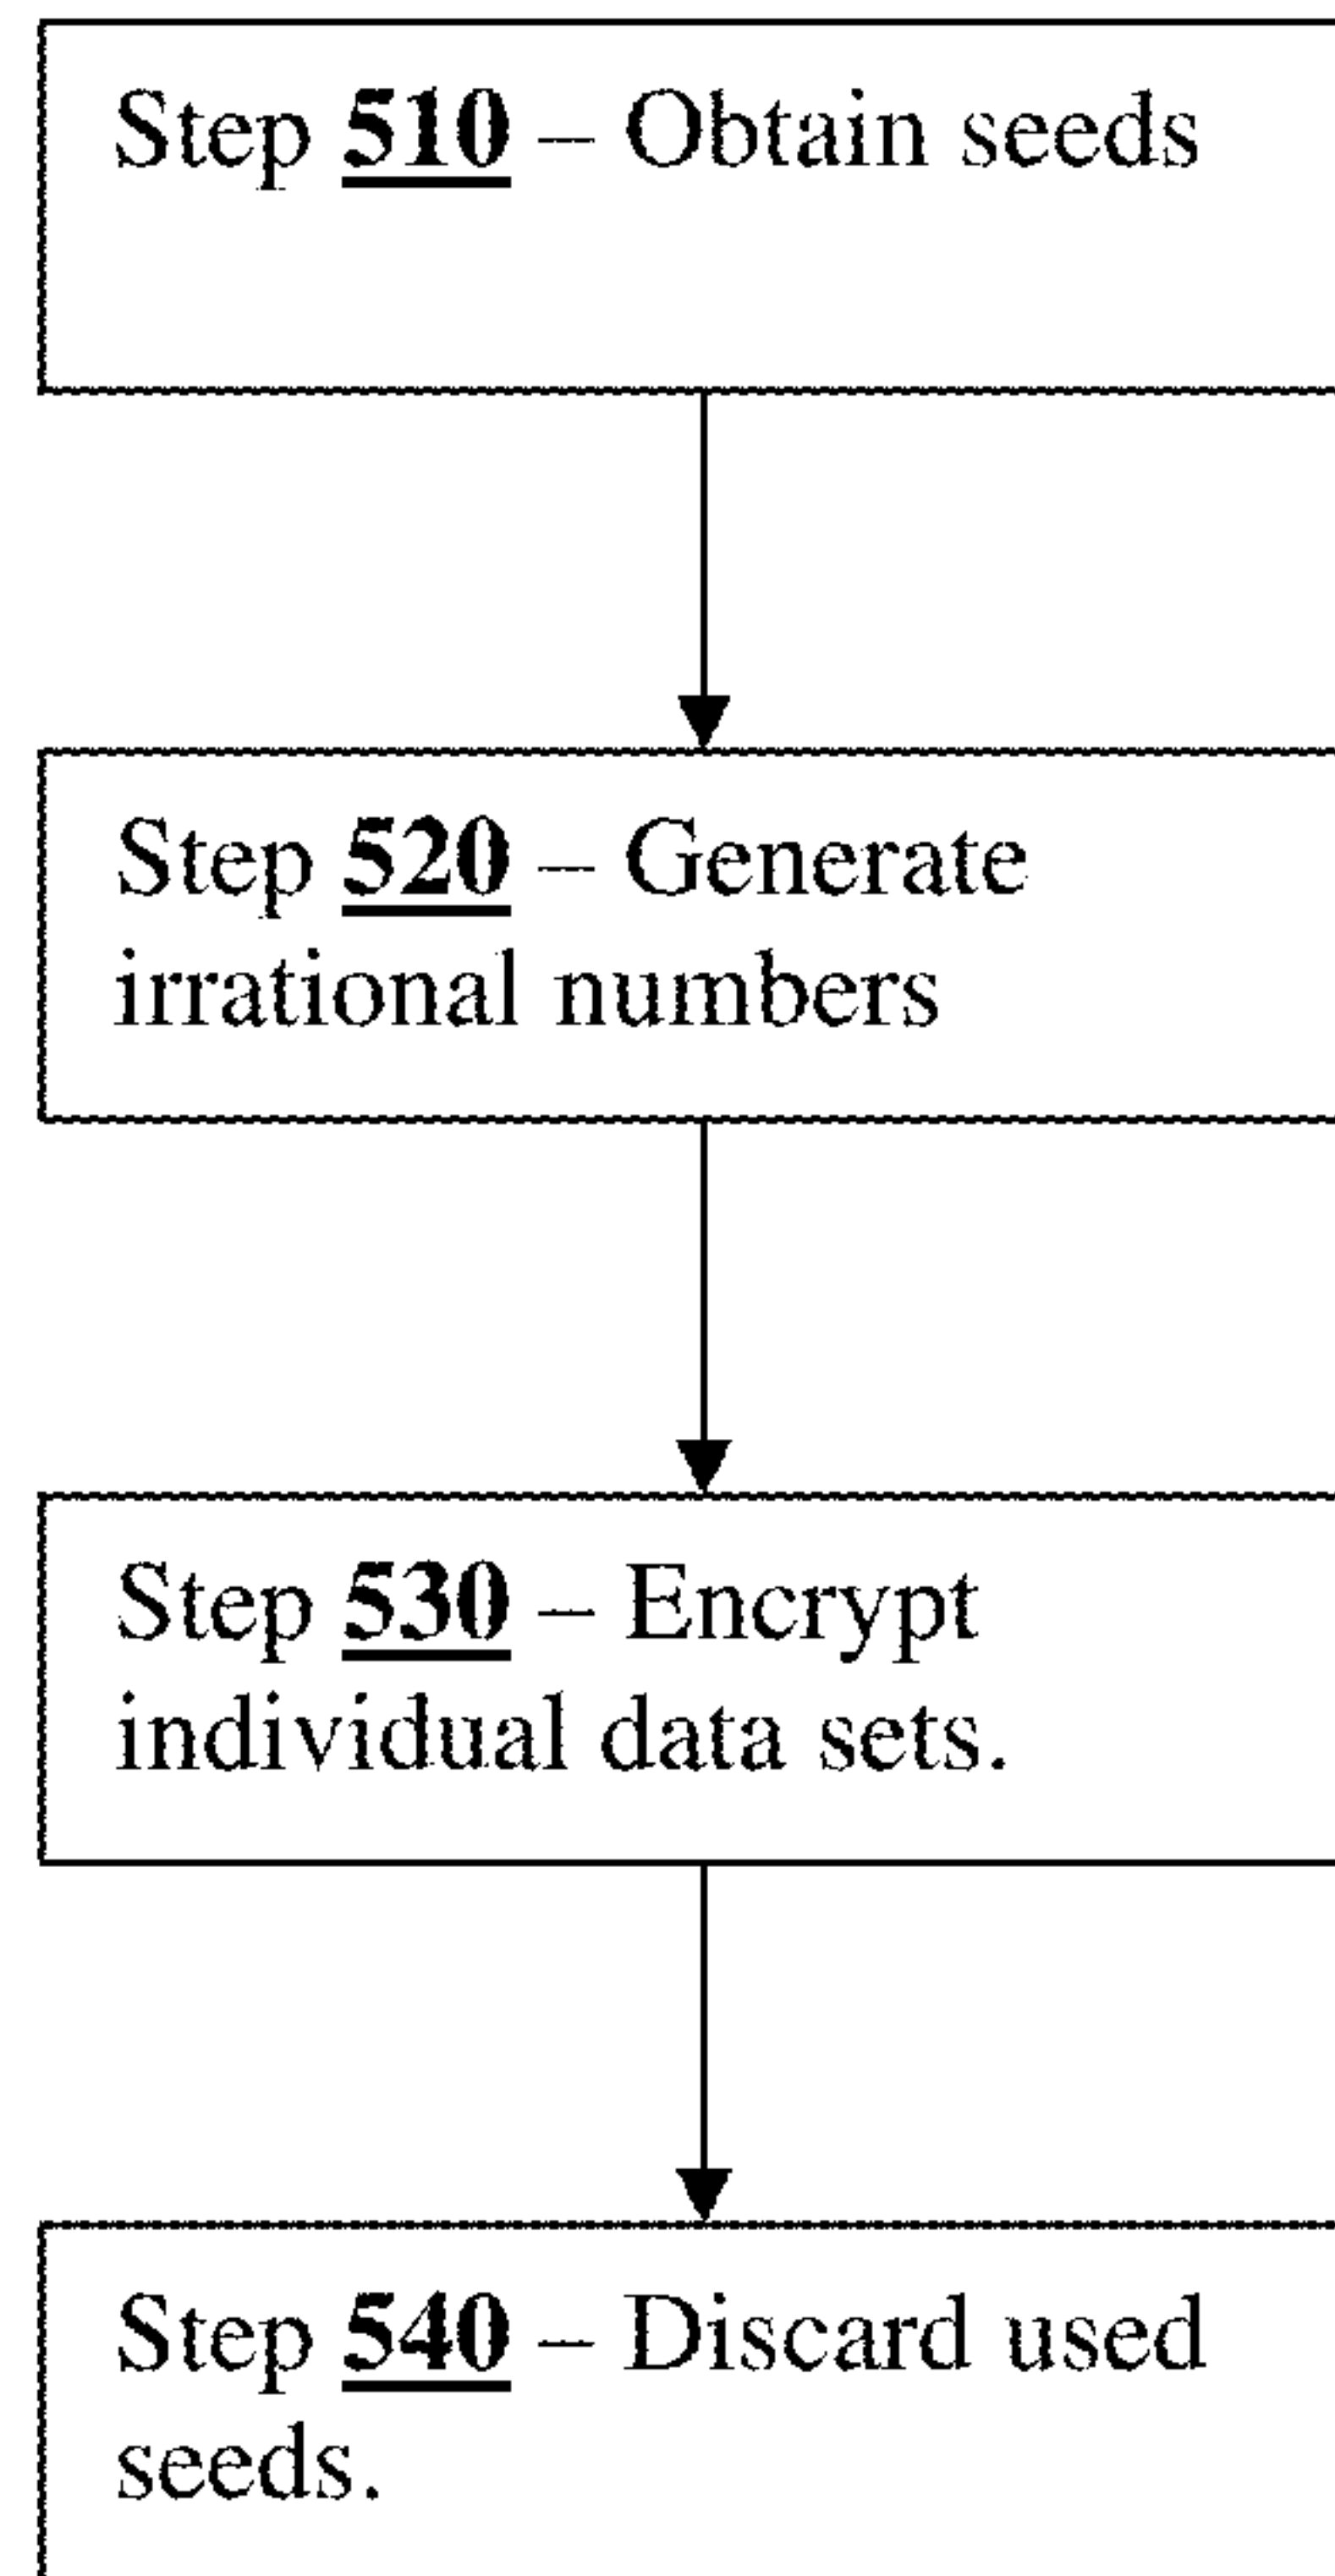 Step 510 – Obtain seeds
Step 520 – Generate
irrational numbers
Step 530 – Encrypt
individual data sets.
Step 540 – Discard used
seeds.